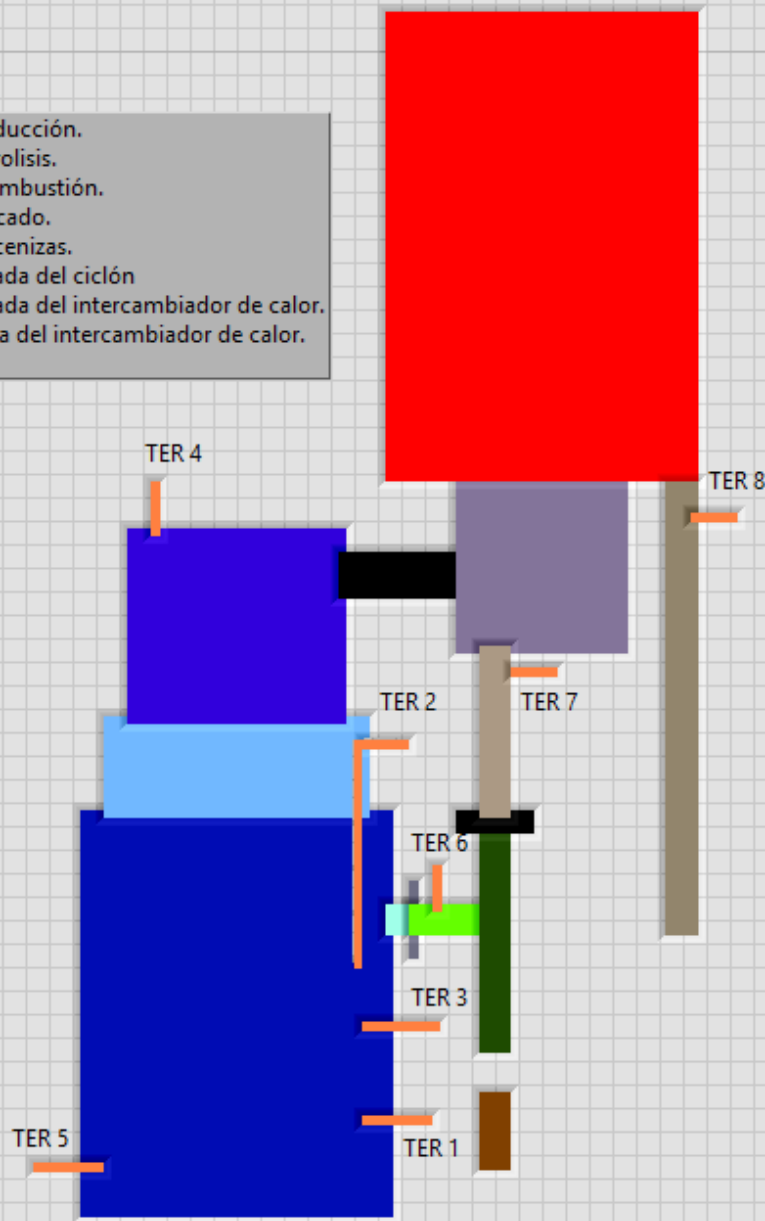 ducción.
olisis.
mbustión.
cado.
cenizas.
ada del ciclón
ada del intercambiador de calor.
a del intercambiador de calor.
TER 4
TER 8
TER 2
TER 7
TER 6
TER 3
TER 5
TER 1